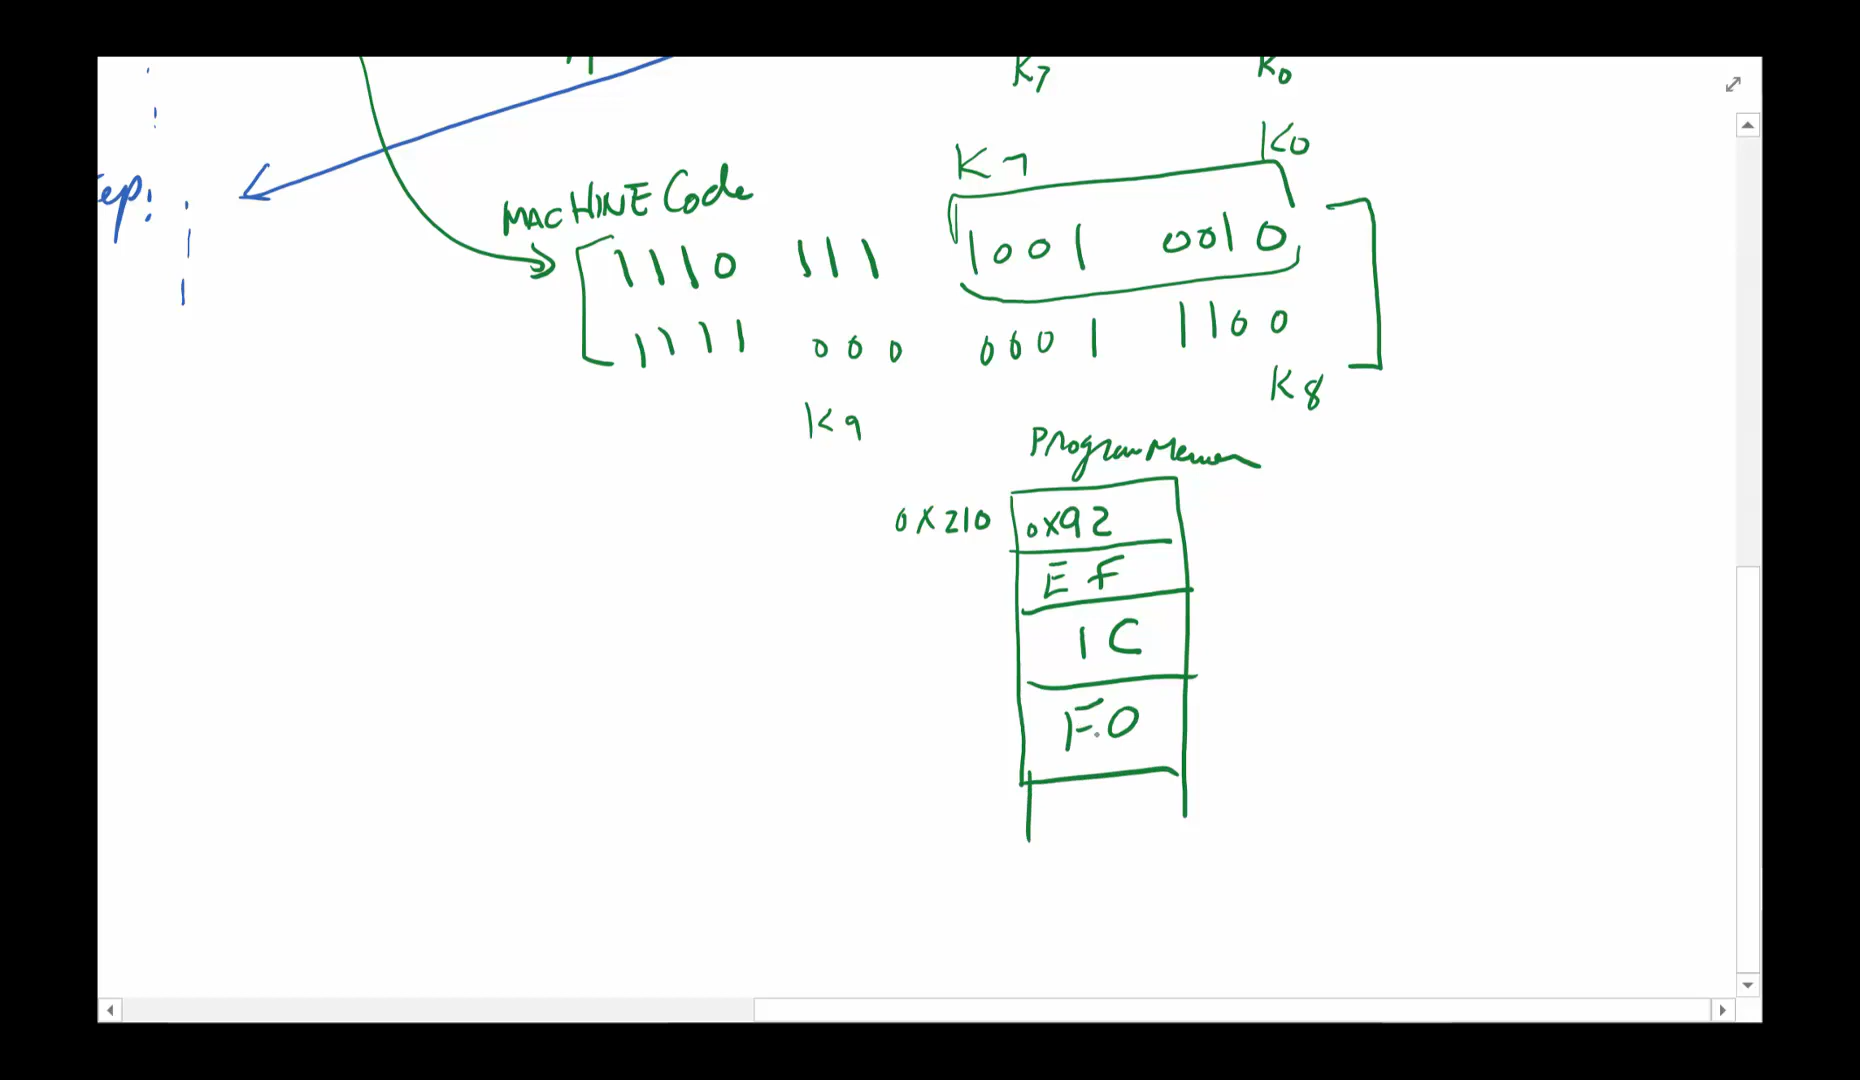 K7 K0
K7 K0
ep:
MACHINE Code
1110 111 1001 0010
1111 000 0001 1100
K8
K9
Program Memory
0X210 0X92
EF
1C
F0